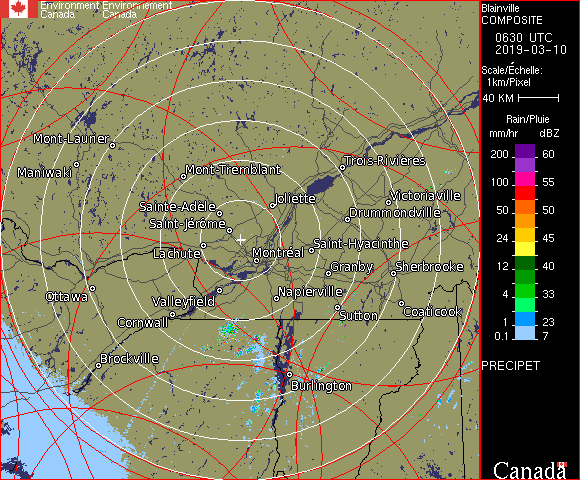 Environment Environnement
Canada Canada
Blainville
COMPOSITE
0630 UTC
2019-03-10
Scale/Échelle:
1km/Pixel
40 KM
Rain/Pluie
mm/hr dBZ
200 60
100 55
50 50
24 45
12 40
4 33
1 23
0.1 7
PRECIPET
Canada
Mont-Laurier
Maniwaki
Mont-Tremblant
Trois-Rivières
Joliette
Victoriaville
Sainte-Adèle
Drummondville
Saint-Jérôme
Lachute
Montréal
Saint-Hyacinthe
Granby
Sherbrooke
Ottawa
Valleyfield
Napierville
Cornwall
Sutton
Coaticook
Brockville
Burlington